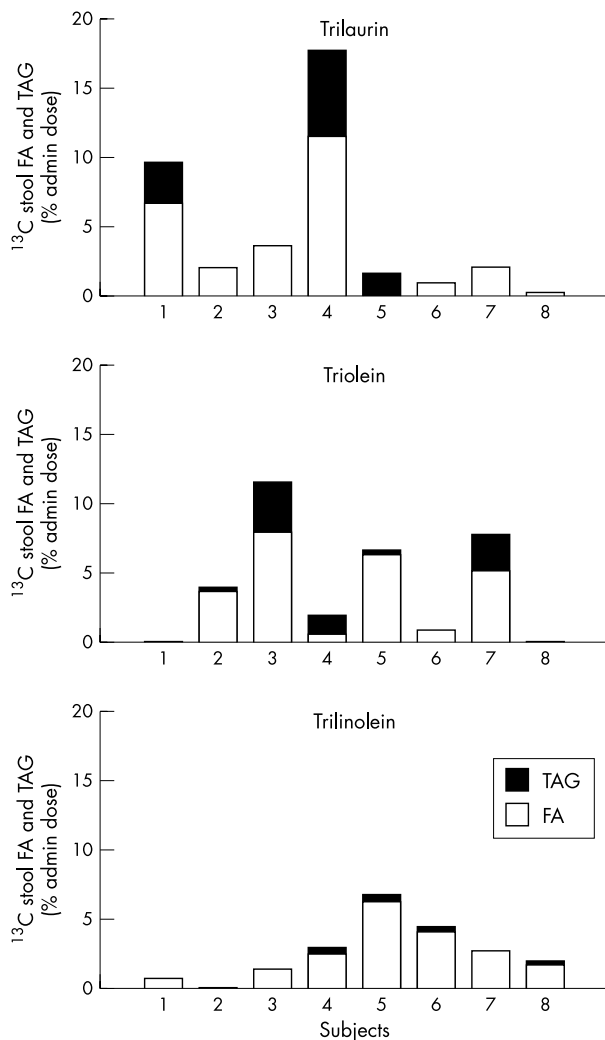 Trilaurin
¹³C stool FA and TAG
(% admin dose)
20
15
10
5
0
1 2 3 4 5 6 7 8
Triolein
¹³C stool FA and TAG
(% admin dose)
20
15
10
5
0
1 2 3 4 5 6 7 8
Trilinolein
¹³C stool FA and TAG
(% admin dose)
20
15
10
5
0
TAG
FA
1 2 3 4 5 6 7 8
Subjects